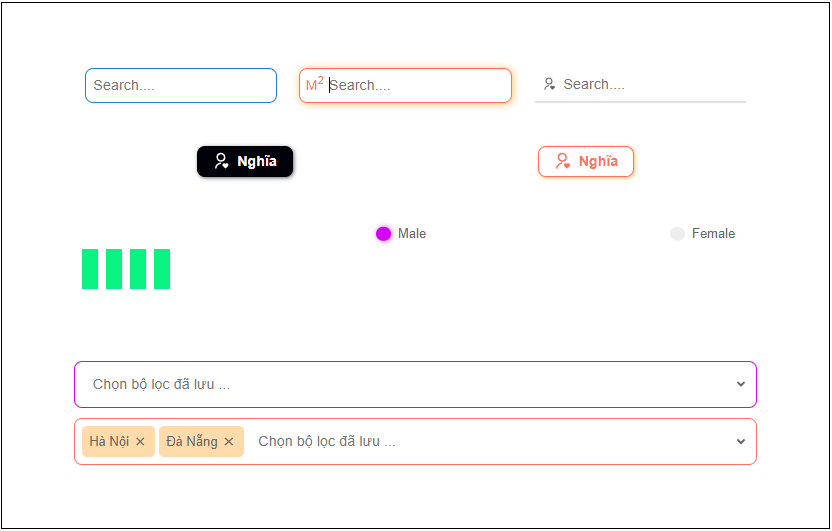 Search....
M² Search....
Search....
Nghĩa
Nghĩa
Male
Female
Chọn bộ lọc đã lưu ...
Hà Nội × Đà Nẵng × Chọn bộ lọc đã lưu ...